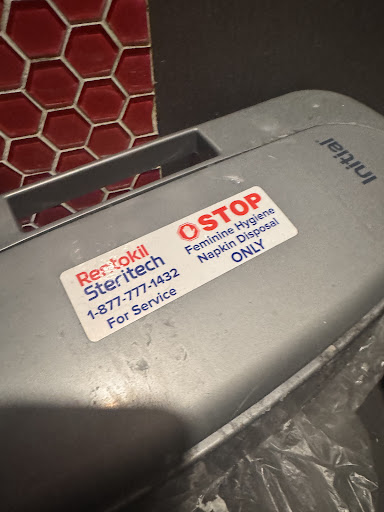 Initial
Rentokil
Steritech
1-877-777-1432
For Service
STOP
Feminine Hygiene
Napkin Disposal
ONLY